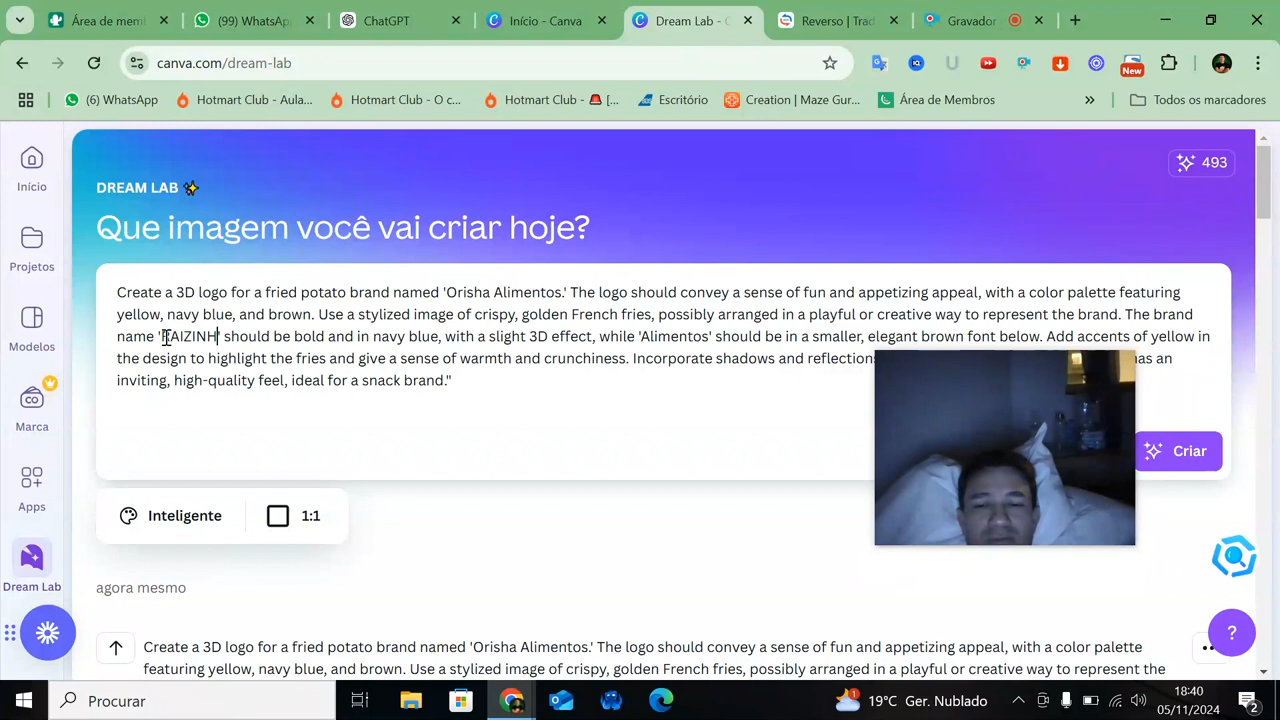 Área de mem
(99) WhatsApp
ChatGPT
Início - Canva
Dream Lab - C
Reverso | Trad
Gravador
canva.com/dream-lab
New
(6) WhatsApp
Hotmart Club - Aula...
Hotmart Club - O c...
Hotmart Club - 🚨 [...
Escritório
Creation | Maze Gur...
Área de Membros
Todos os marcadores
Início
Projetos
Modelos
Marca
Apps
Dream Lab
493
DREAM LAB ✨
Que imagem você vai criar hoje?
Create a 3D logo for a fried potato brand named 'Orisha Alimentos.' The logo should convey a sense of fun and appetizing appeal, with a color palette featuring
yellow, navy blue, and brown. Use a stylized image of crispy, golden French fries, possibly arranged in a playful or creative way to represent the brand. The brand
name 'TAIZINH' should be bold and in navy blue, with a slight 3D effect, while 'Alimentos' should be in a smaller, elegant brown font below. Add accents of yellow in
the design to highlight the fries and give a sense of warmth and crunchiness. Incorporate shadows and reflections has an
inviting, high-quality feel, ideal for a snack brand."
Criar
Inteligente
1:1
agora mesmo
Create a 3D logo for a fried potato brand named 'Orisha Alimentos.' The logo should convey a sense of fun and appetizing appeal, with a color palette
featuring yellow, navy blue, and brown. Use a stylized image of crispy, golden French fries, possibly arranged in a playful or creative way to represent the
?
Procurar
19°C Ger. Nublado
18:40
05/11/2024
2